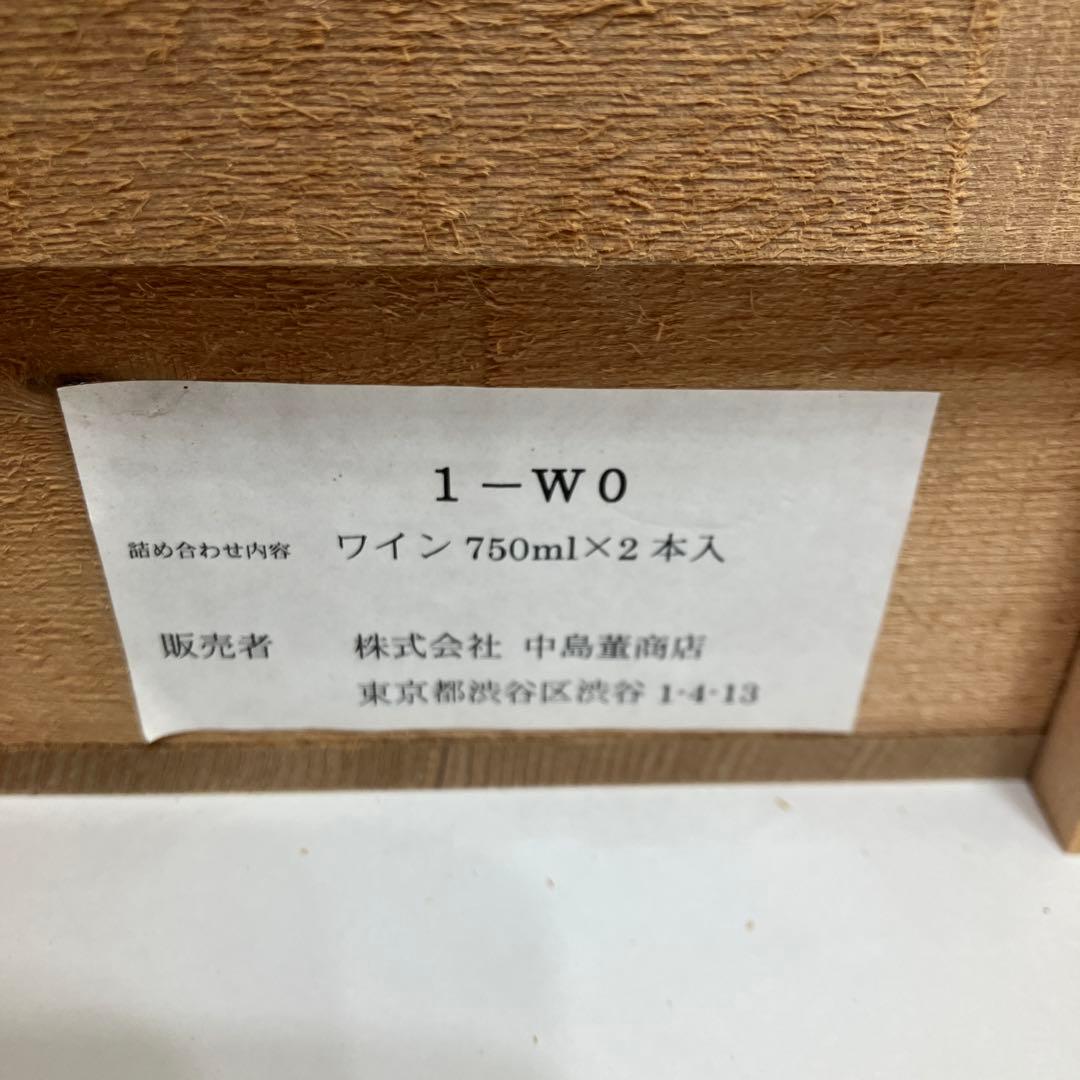 1－W0
詰め合わせ内容 ワイン 750ml×2 本入
販売者 株式会社 中島董商店
東京都渋谷区渋谷 1-4-13